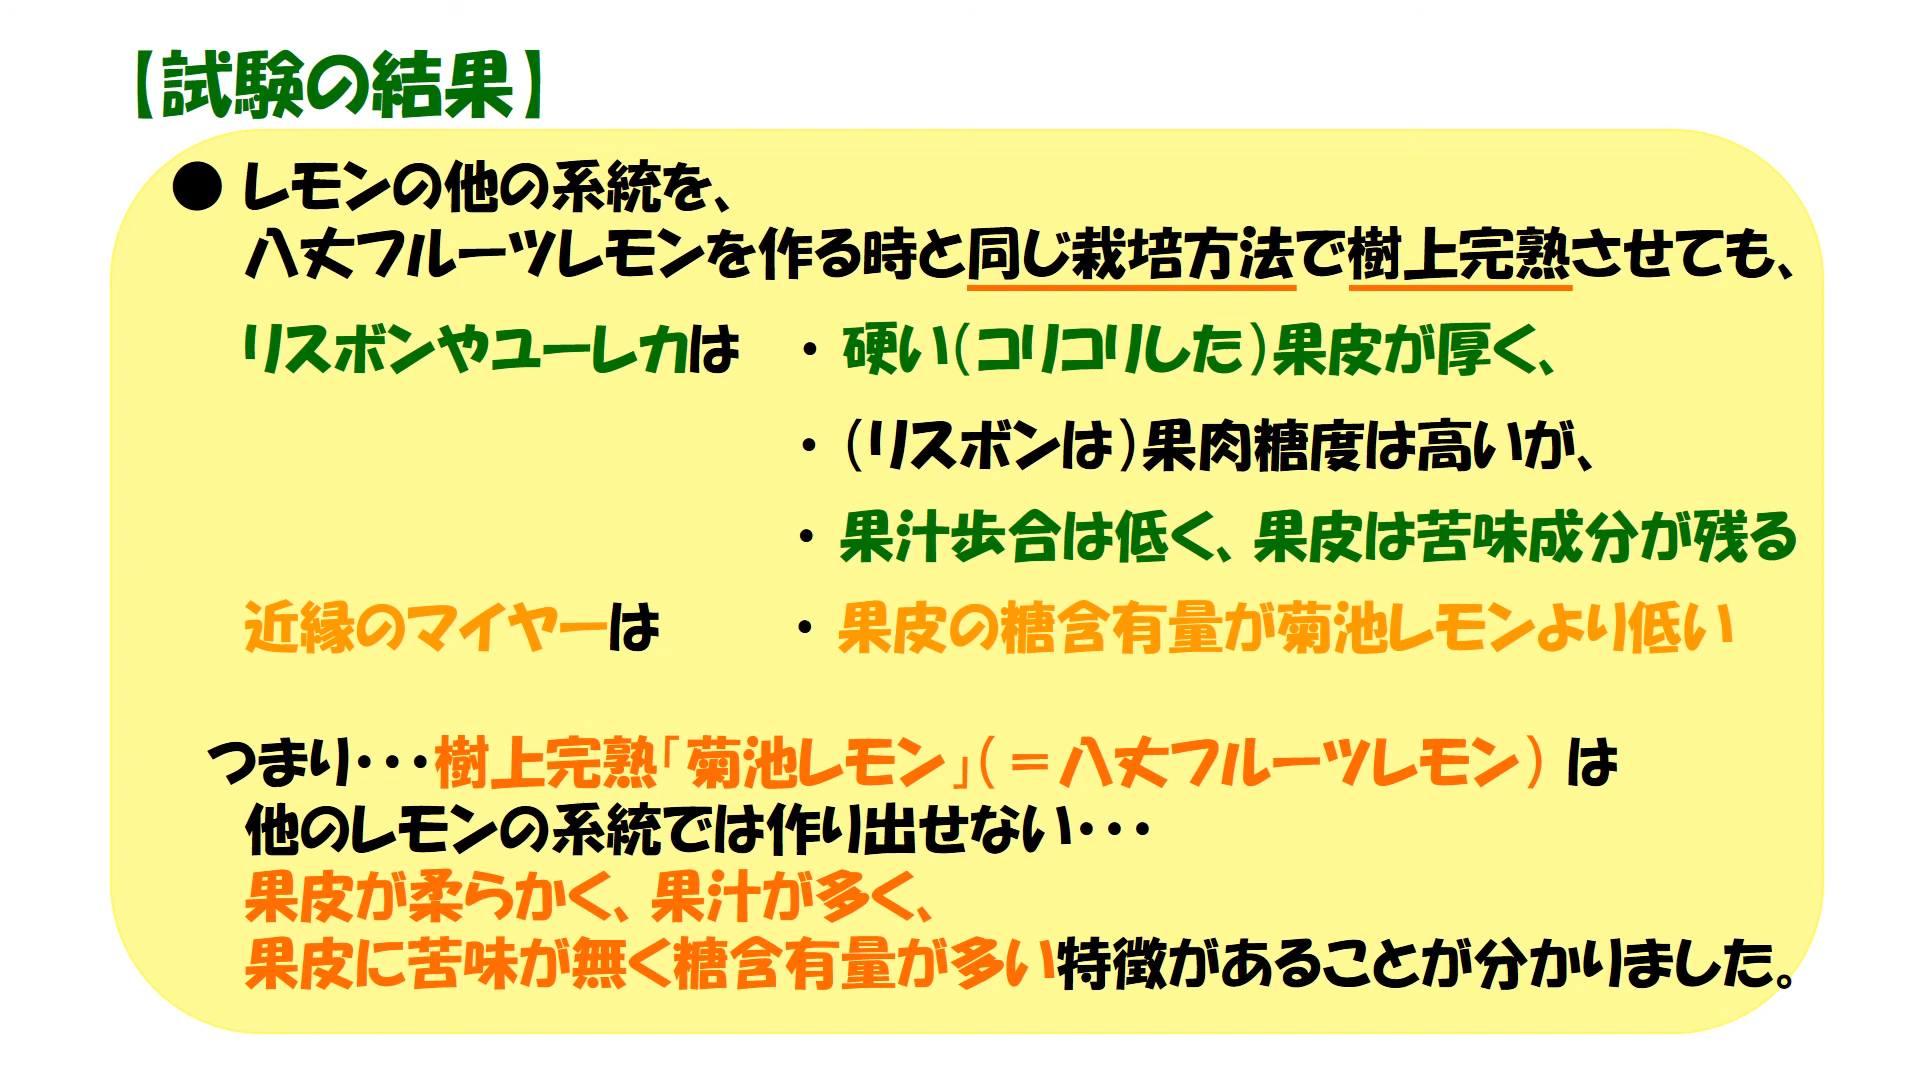 【試験の結果】
● レモンの他の系統を、
八丈フルーツレモンを作る時と同じ栽培方法で樹上完熟させても、
リスボンやユーレカは ・ 硬い(コリコリした)果皮が厚く、
・ (リスボンは)果肉糖度は高いが、
・ 果汁歩合は低く、果皮は苦味成分が残る
近縁のマイヤーは ・ 果皮の糖含有量が菊池レモンより低い
つまり・・・樹上完熟「菊池レモン」(＝八丈フルーツレモン) は
他のレモンの系統では作り出せない・・・
果皮が柔らかく、果汁が多く、
果皮に苦味が無く糖含有量が多い特徴があることが分かりました。